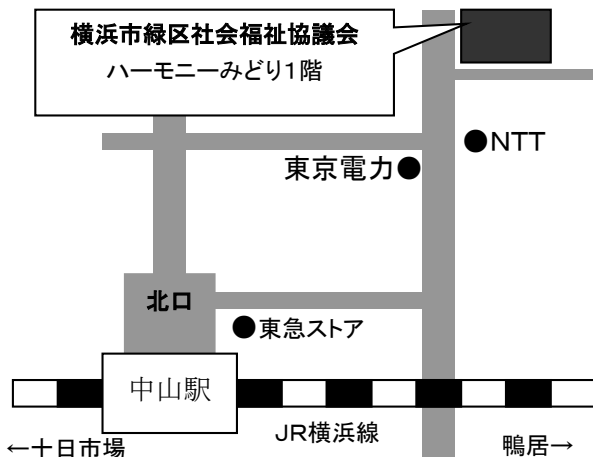 横浜市緑区社会福祉協議会
ハーモニーみどり1階
●NTT
東京電力●
北口
●東急ストア
中山駅
JR横浜線
←十日市場
鴨居→